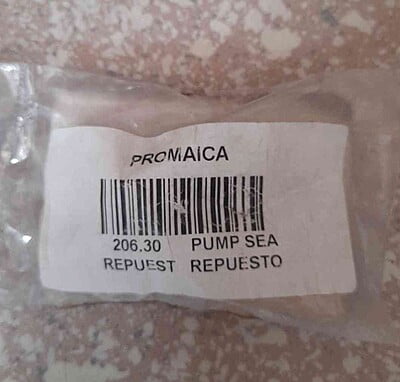 PROMAICA
206.30 PUMP SEA
REPUEST REPUESTO